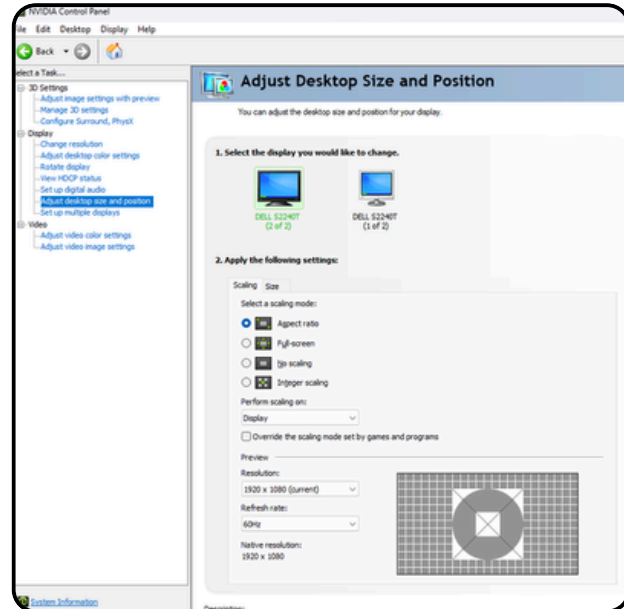 NVIDIA Control Panel
ile Edit Desktop Display Help
Back
elect a Task...
3D Settings
Adjust image settings with preview
Manage 3D settings
Configure Surround, PhysX
Display
Change resolution
Adjust desktop color settings
Rotate display
View HDCP status
Set up digital audio
Adjust desktop size and position
Set up multiple displays
Video
Adjust video color settings
Adjust video image settings
System Information
Adjust Desktop Size and Position
You can adjust the desktop size and position for your display.
1. Select the display you would like to change.
DELL S2240T
(2 of 2)
DELL S2240T
(1 of 2)
2. Apply the following settings:
Scaling Size
Select a scaling mode:
Aspect ratio
Full-screen
No scaling
Integer scaling
Perform scaling on:
Display
Override the scaling mode set by games and programs
Preview
Resolution:
1920 x 1080 (current)
Refresh rate:
60Hz
Native resolution:
1920 x 1080
Description: